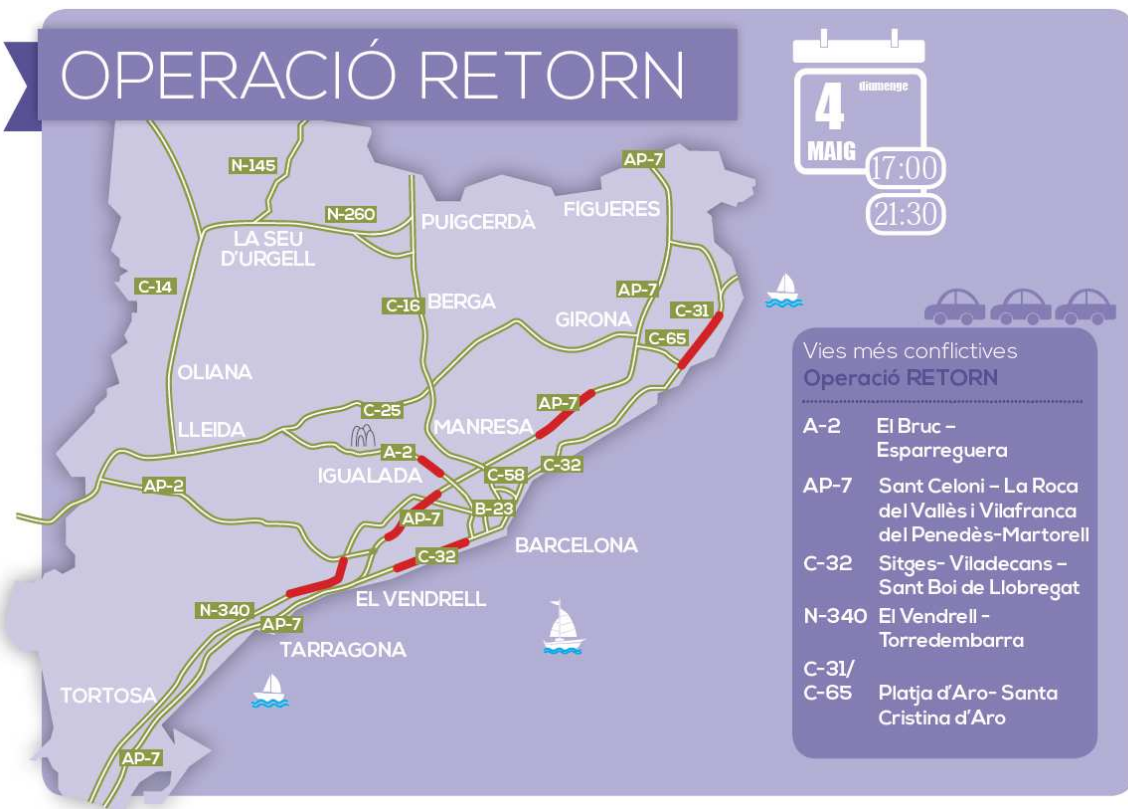 OPERACIÓ RETORN
4
diumenge
MAIG
17:00
21:30
N-145
AP-7
N-260
PUIGCERDÀ
FIGUERES
LA SEU
D'URGELL
C-14
C-16
BERGA
AP-7
GIRONA
C-31
C-65
OLIANA
LLEIDA
C-25
MANRESA
AP-7
A-2
IGUALADA
C-58
C-32
AP-2
B-23
AP-7
C-32
BARCELONA
EL VENDRELL
N-340
AP-7
TARRAGONA
TORTOSA
AP-7
Vies més conflictives
Operació RETORN
A-2 El Bruc –
Esparreguera
AP-7 Sant Celoni – La Roca
del Vallès i Vilafranca
del Penedès-Martorell
C-32 Sitges- Viladecans –
Sant Boi de Llobregat
N-340 El Vendrell -
Torredembarra
C-31/
C-65 Platja d'Aro- Santa
Cristina d'Aro